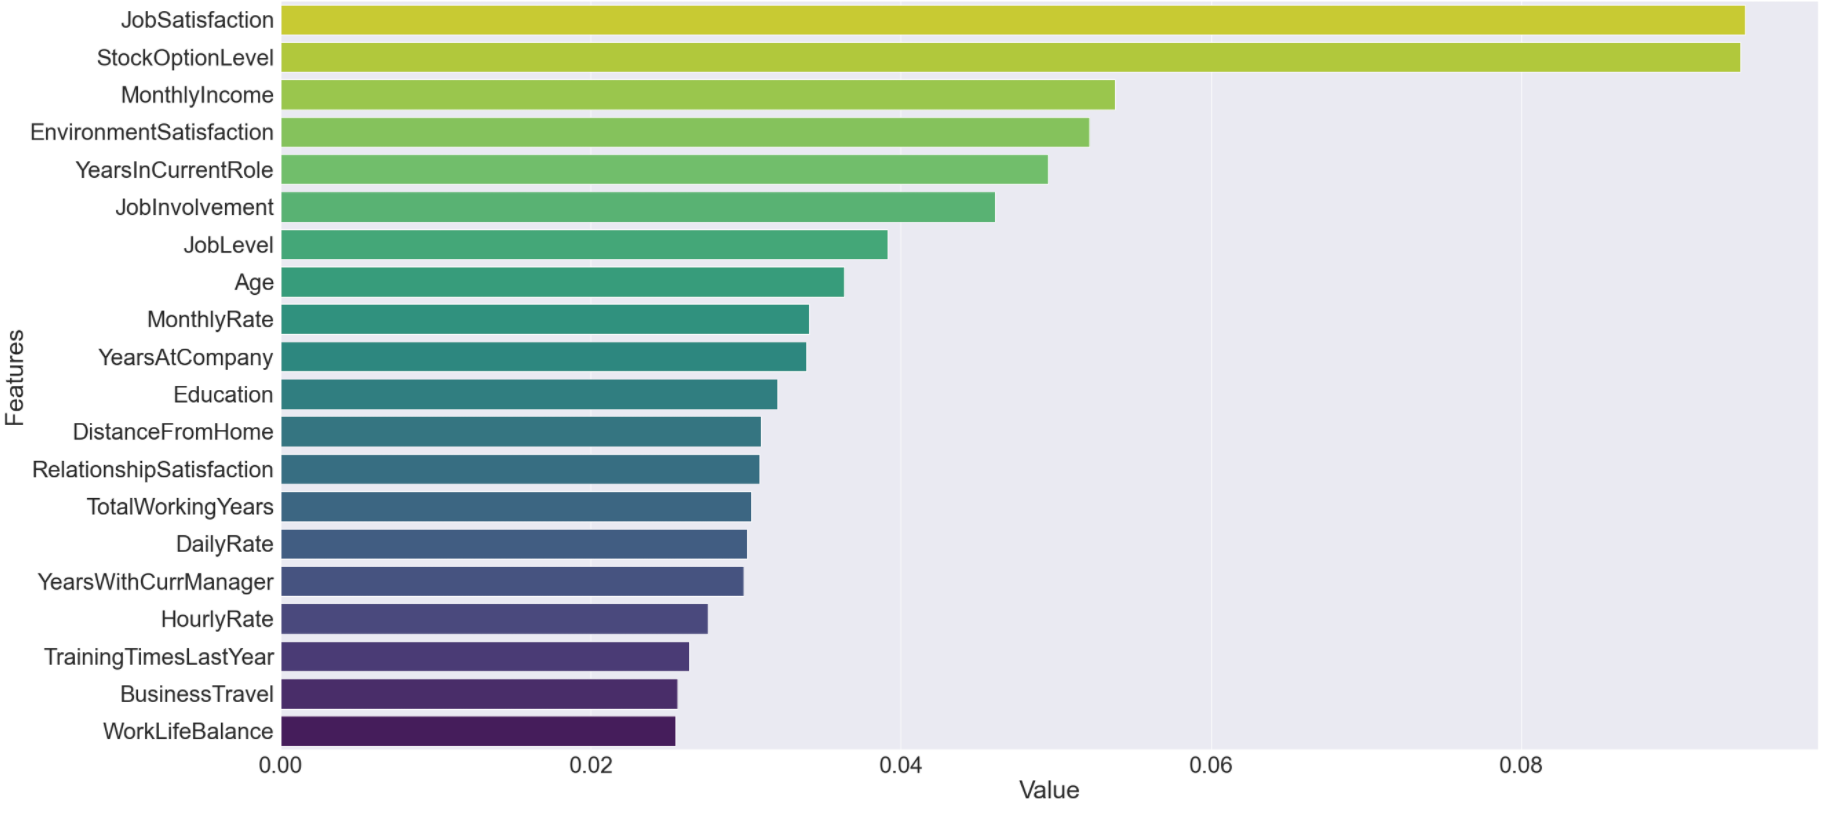 JobSatisfaction
StockOptionLevel
MonthlyIncome
EnvironmentSatisfaction
YearsInCurrentRole
JobInvolvement
JobLevel
Age
MonthlyRate
YearsAtCompany
Education
DistanceFromHome
RelationshipSatisfaction
TotalWorkingYears
DailyRate
YearsWithCurrManager
HourlyRate
TrainingTimesLastYear
BusinessTravel
WorkLifeBalance
Features
0.00 0.02 0.04 0.06 0.08
Value